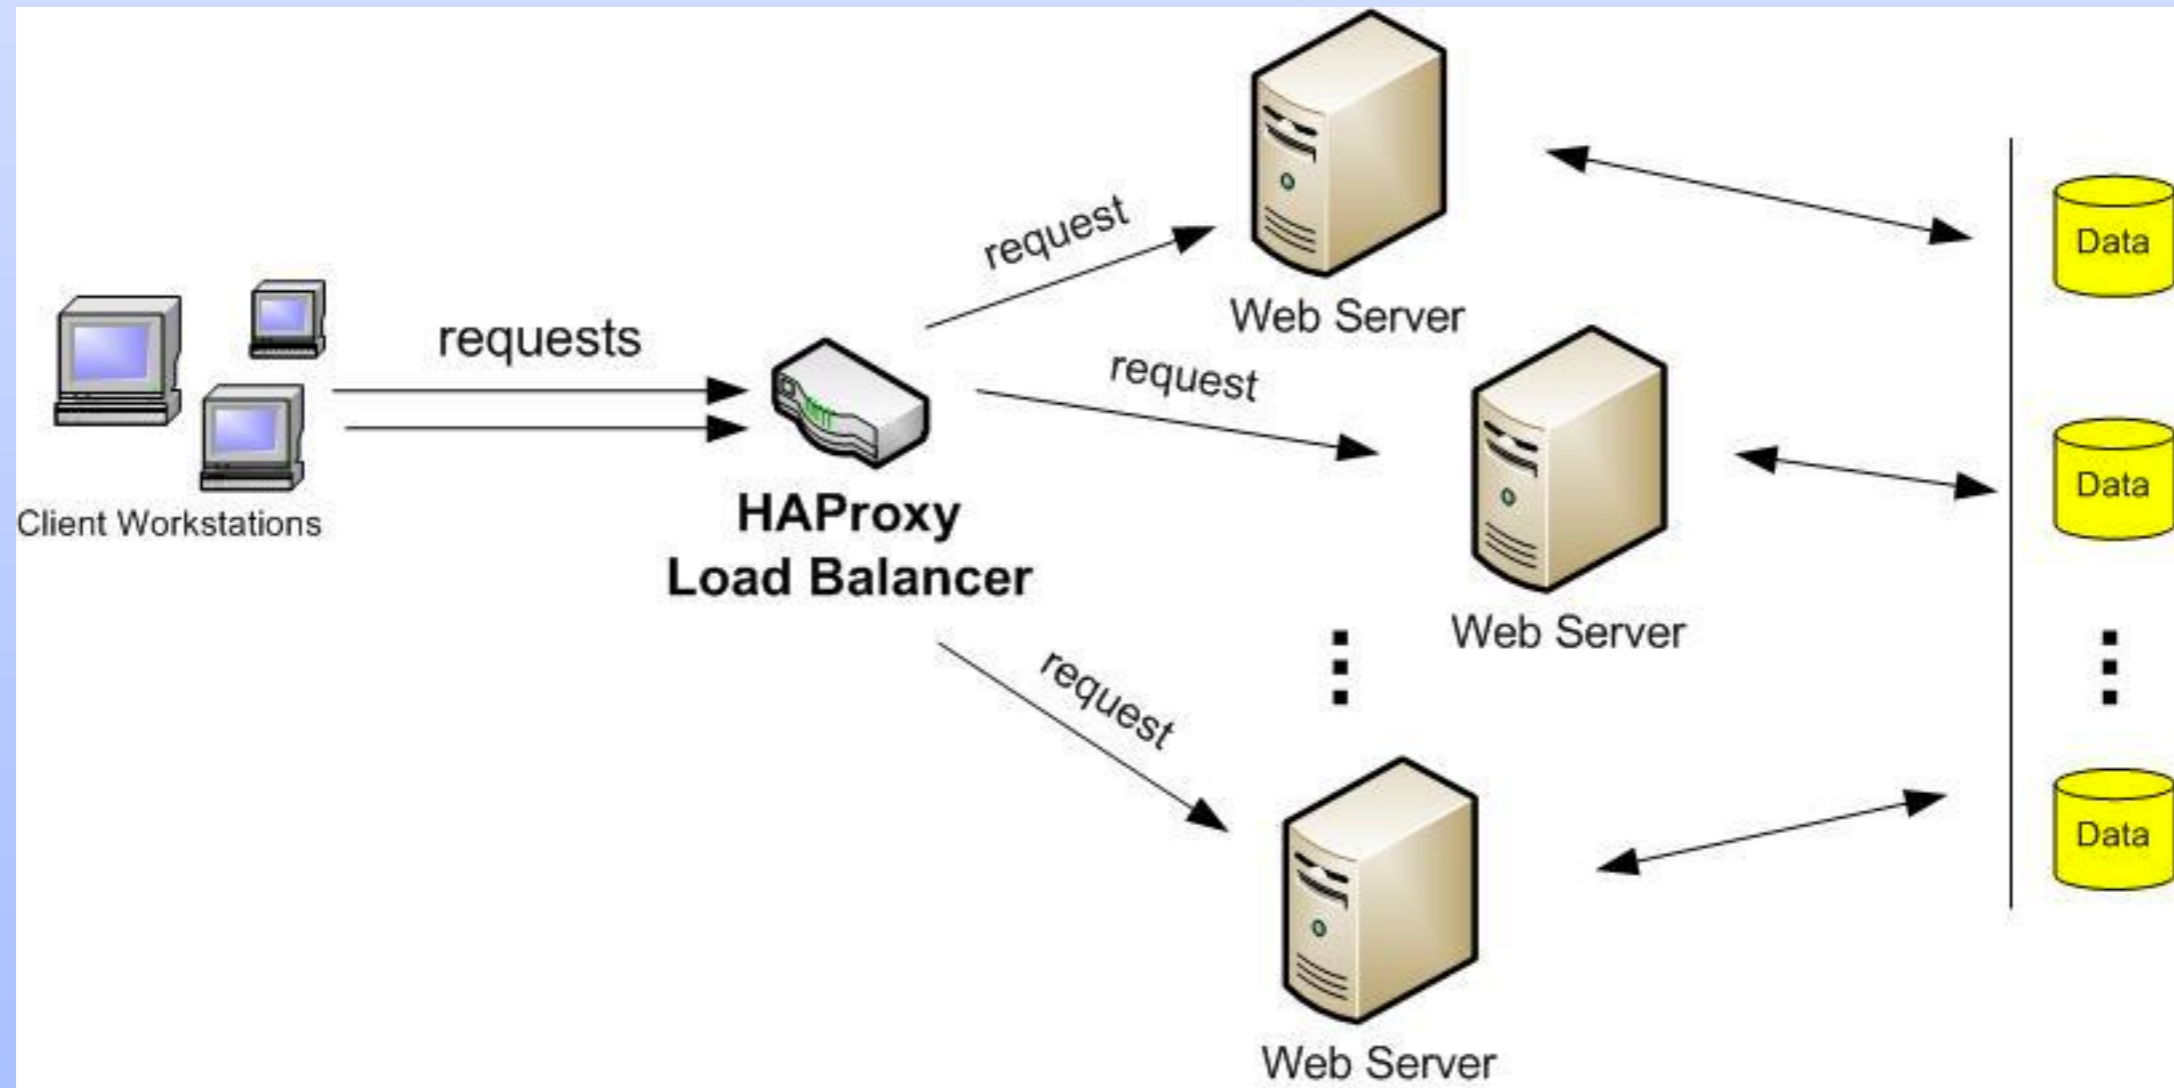 request
Web Server
Data
requests
request
Client Workstations
HAProxy
Load Balancer
Data
Web Server
request
Data
Web Server